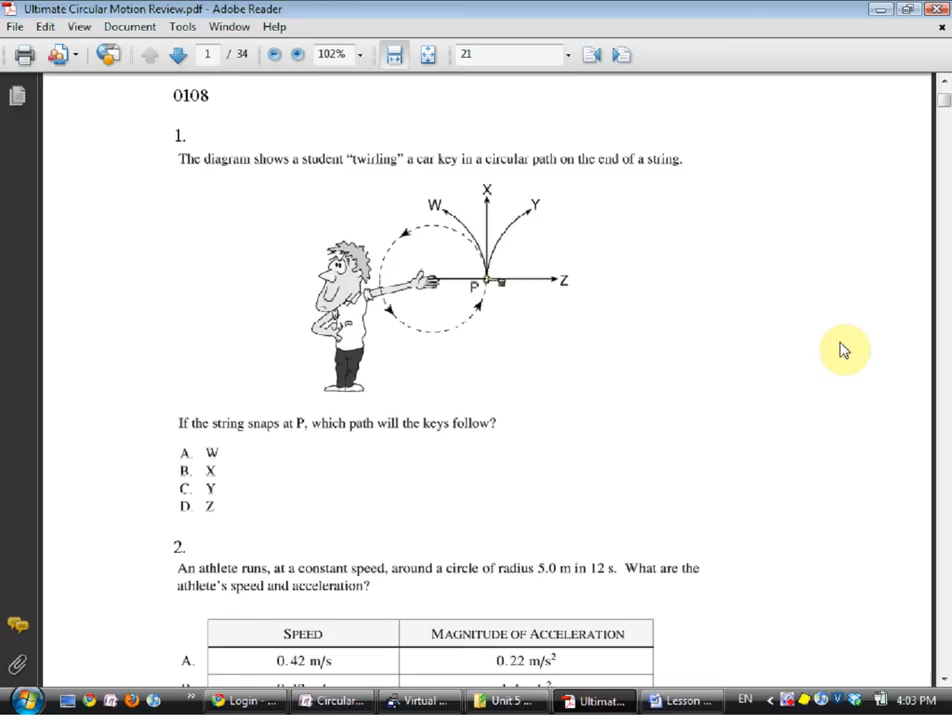 Ultimate Circular Motion Review.pdf - Adobe Reader
File Edit View Document Tools Window Help
1 / 34 102% 21
0108
1.
The diagram shows a student “twirling” a car key in a circular path on the end of a string.
X
W Y
P Z
If the string snaps at P, which path will the keys follow?
A. W
B. X
C. Y
D. Z
2.
An athlete runs, at a constant speed, around a circle of radius 5.0 m in 12 s. What are the
athlete’s speed and acceleration?
SPEED MAGNITUDE OF ACCELERATION
A. 0.42 m/s 0.22 m/s²
Login -... Circular... Virtual ... Unit 5 ... Ultimat... Lesson ... EN 4:03 PM